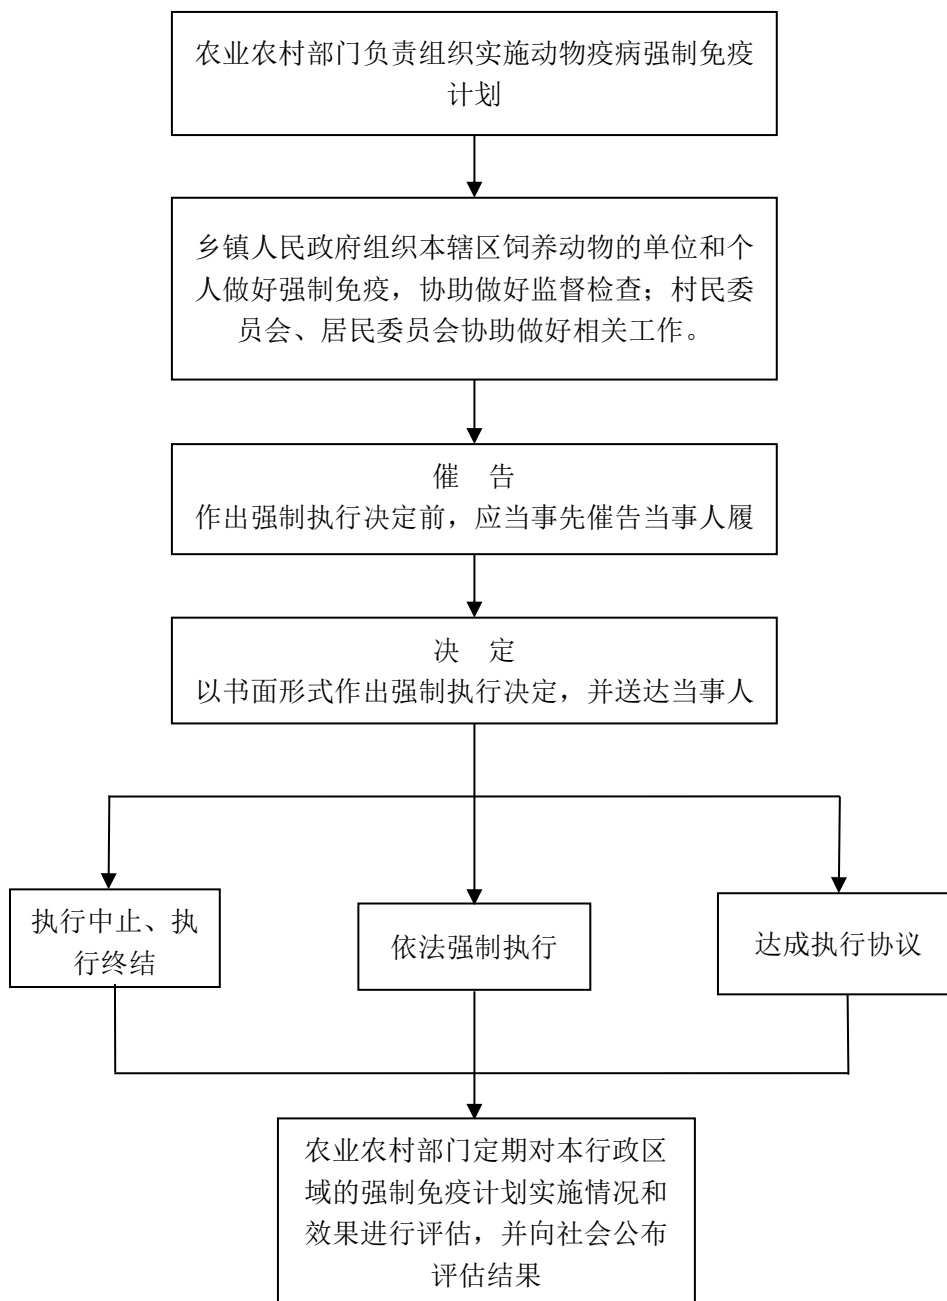 农业农村部门负责组织实施动物疫病强制免疫
计划
乡镇人民政府组织本辖区饲养动物的单位和个
人做好强制免疫，协助做好监督检查；村民委
员会、居民委员会协助做好相关工作。
催 告
作出强制执行决定前，应当事先催告当事人履
决 定
以书面形式作出强制执行决定，并送达当事人
执行中止、执
行终结
依法强制执行
达成执行协议
农业农村部门定期对本行政区
域的强制免疫计划实施情况和
效果进行评估，并向社会公布
评估结果